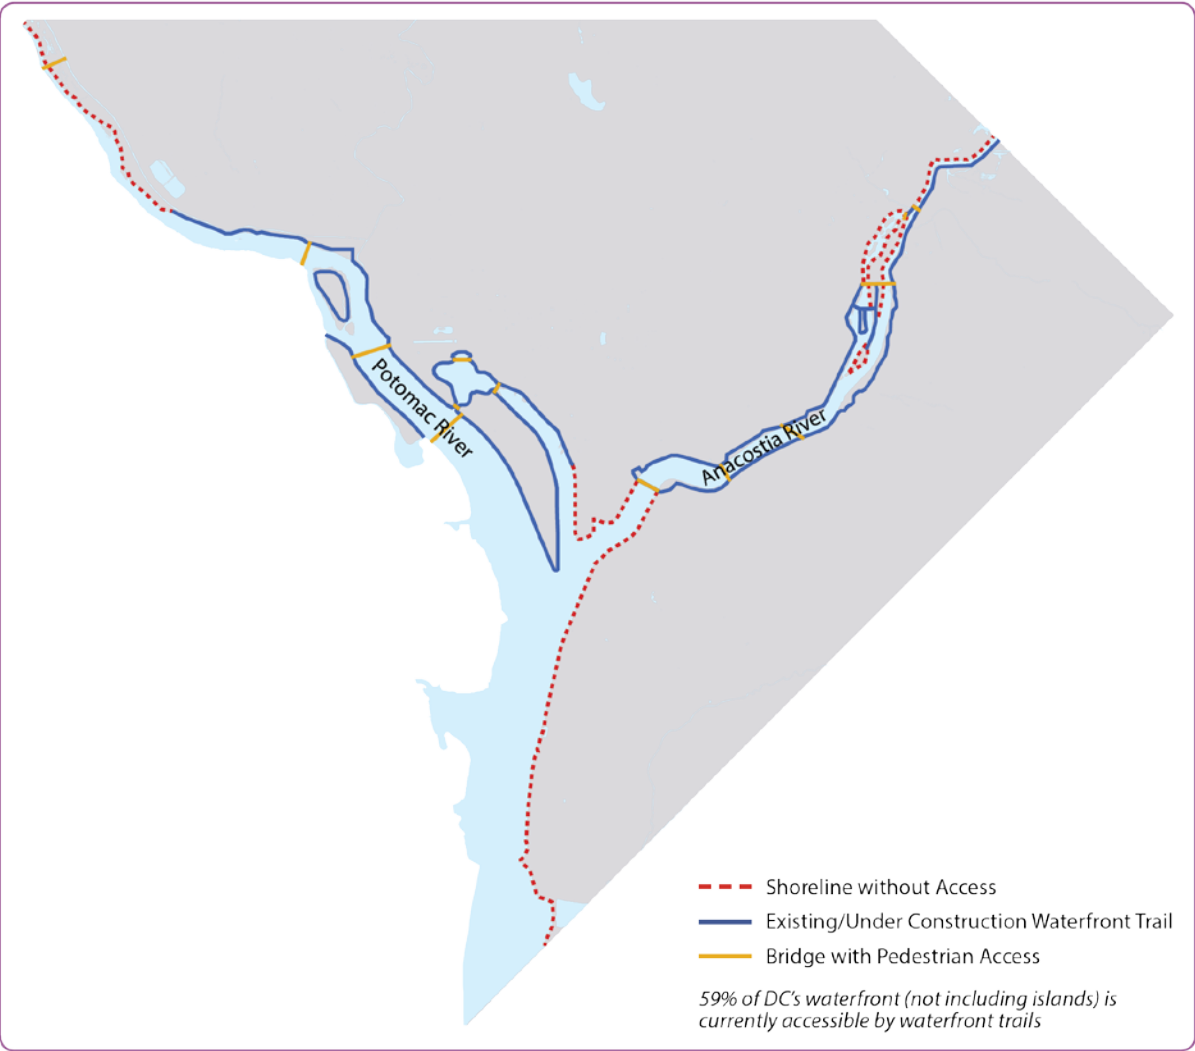 Potomac River
Anacostia River
Shoreline without Access
Existing/Under Construction Waterfront Trail
Bridge with Pedestrian Access
59% of DC's waterfront (not including islands) is
currently accessible by waterfront trails